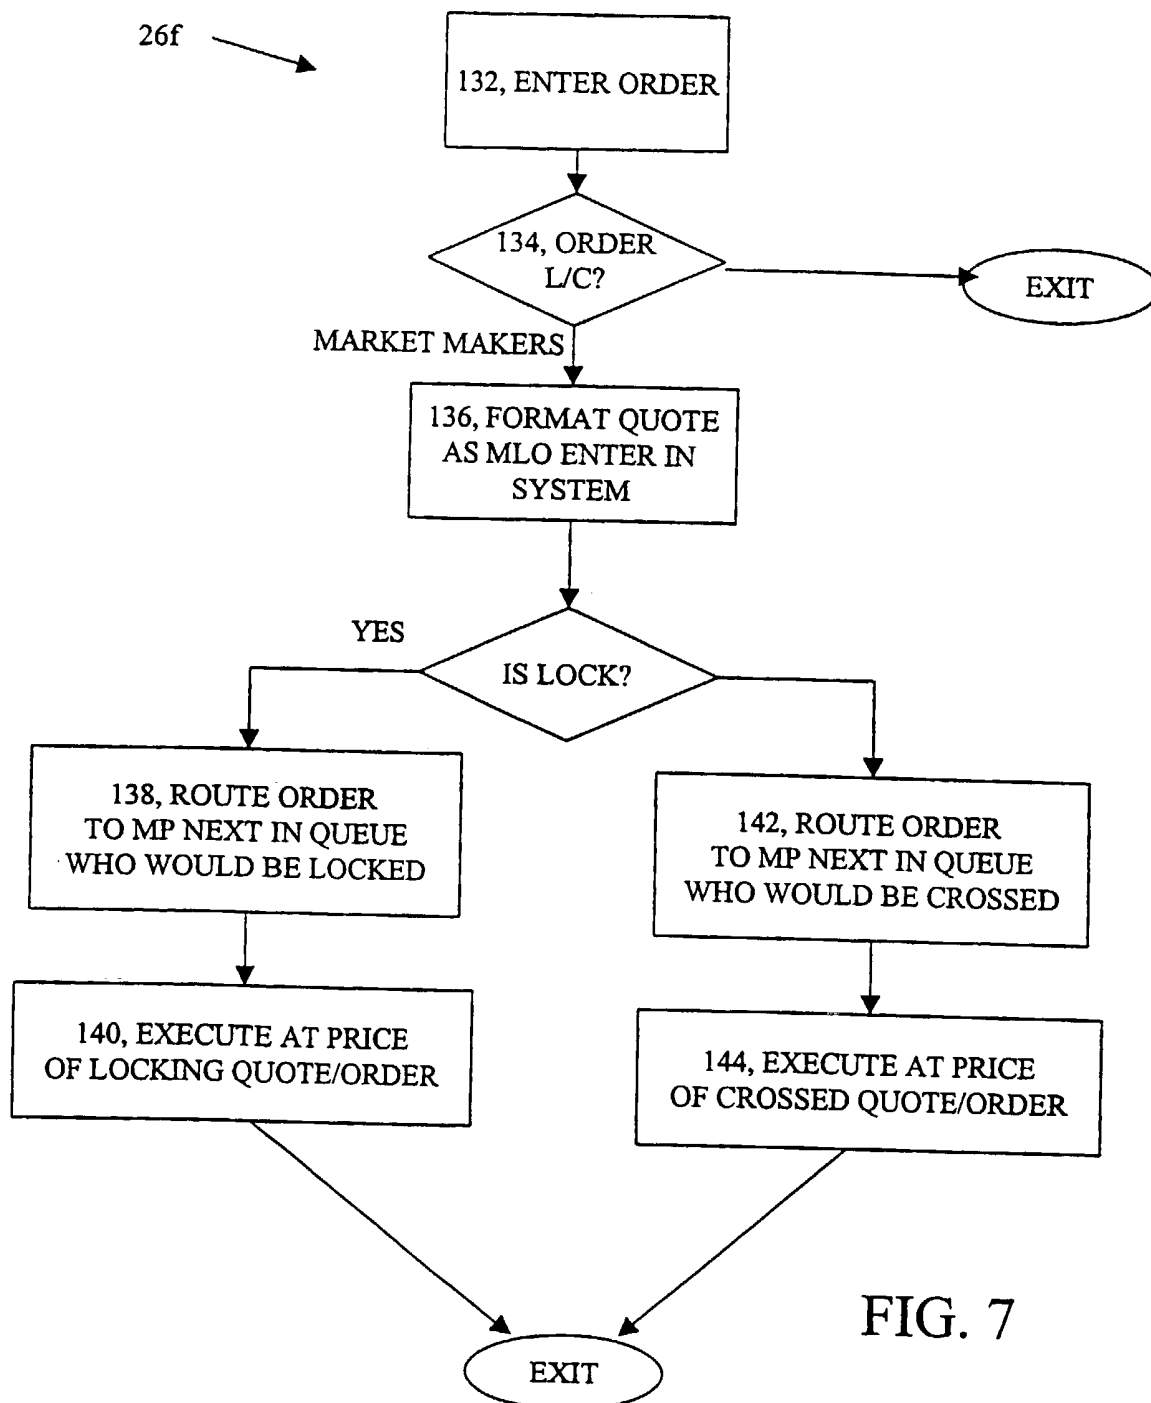 26f
132, ENTER ORDER
134, ORDER
L/C?
EXIT
MARKET MAKERS
136, FORMAT QUOTE
AS MLO ENTER IN
SYSTEM
YES
IS LOCK?
138, ROUTE ORDER
TO MP NEXT IN QUEUE
WHO WOULD BE LOCKED
142, ROUTE ORDER
TO MP NEXT IN QUEUE
WHO WOULD BE CROSSED
140, EXECUTE AT PRICE
OF LOCKING QUOTE/ORDER
144, EXECUTE AT PRICE
OF CROSSED QUOTE/ORDER
FIG. 7
EXIT